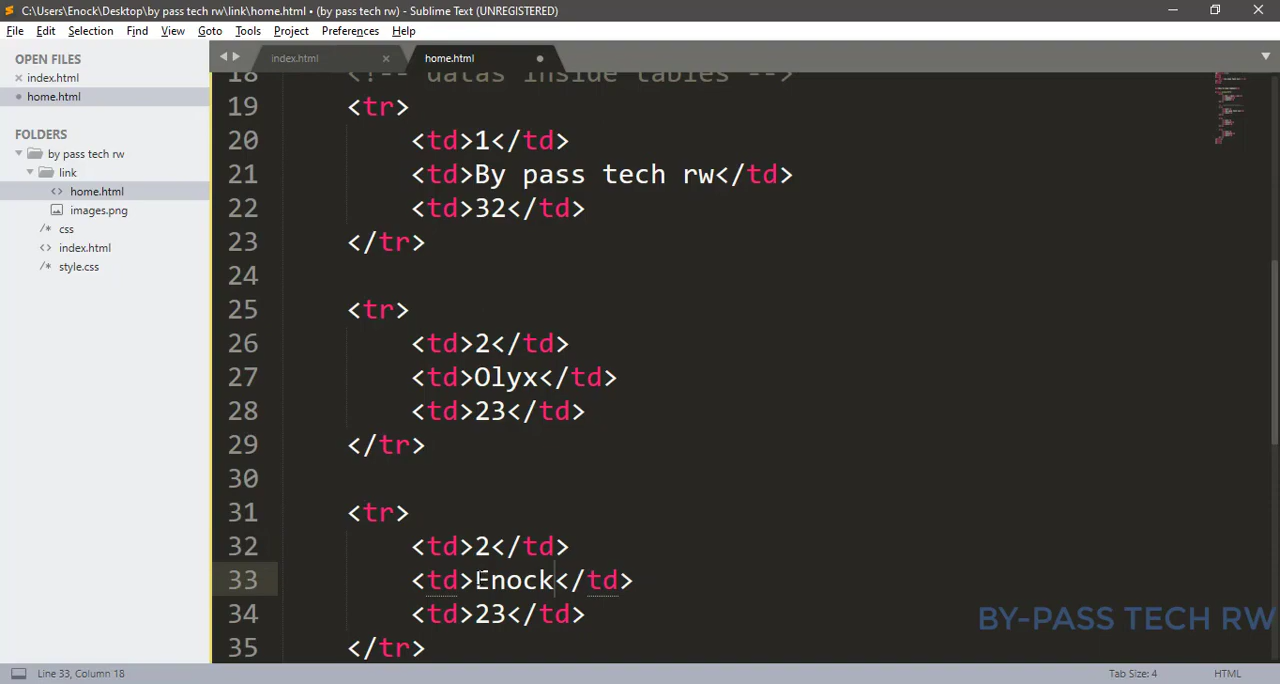 C:\Users\Enock\Desktop\by pass tech rw\link\home.html • (by pass tech rw) - Sublime Text (UNREGISTERED)
File Edit Selection Find View Goto Tools Project Preferences Help
OPEN FILES
index.html
home.html
FOLDERS
by pass tech rw
link
home.html
images.png
/* css
index.html
/* style.css
index.html home.html
18 <!-- datas inside tables -->
19 <tr>
20 <td>1</td>
21 <td>By pass tech rw</td>
22 <td>32</td>
23 </tr>
24
25 <tr>
26 <td>2</td>
27 <td>Olyx</td>
28 <td>23</td>
29 </tr>
30
31 <tr>
32 <td>2</td>
33 <td>Enock</td>
34 <td>23</td>
35 </tr>
BY-PASS TECH RW
Line 33, Column 18 Tab Size: 4 HTML